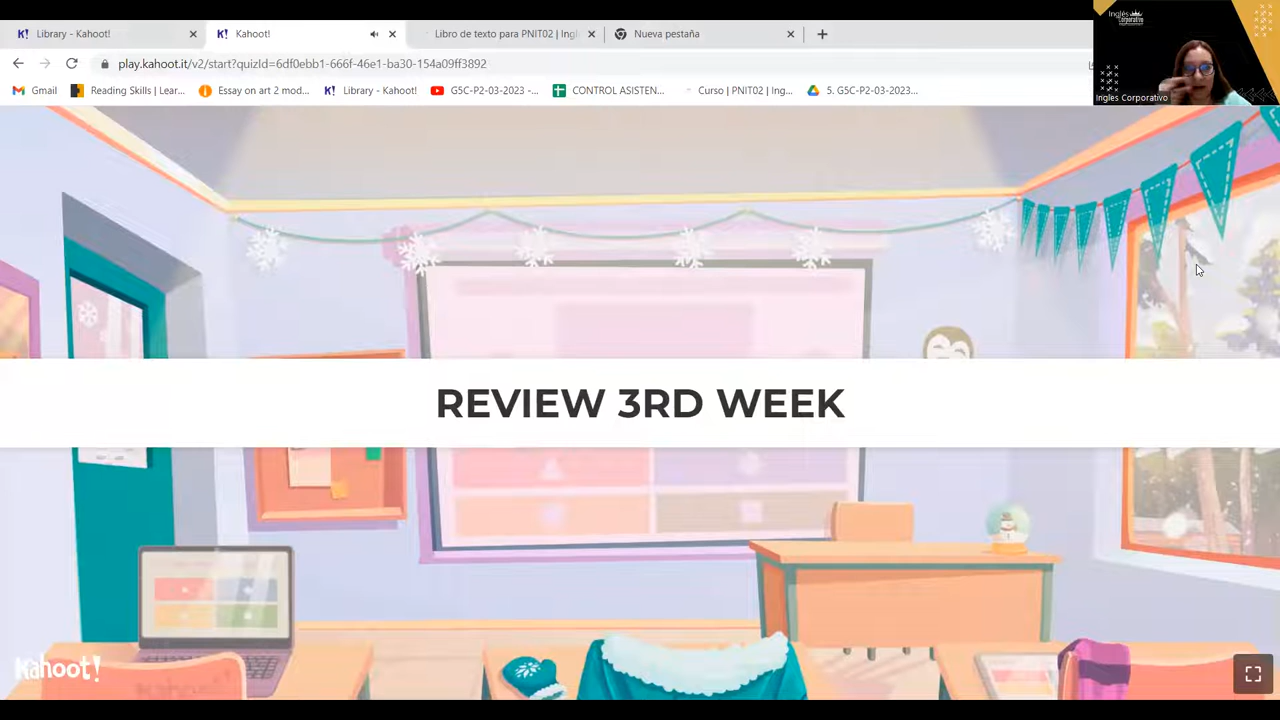 Library - Kahoot!
Kahoot!
Libro de texto para PNIT02 | Ingl
Nueva pestaña
play.kahoot.it/v2/start?quizId=6df0ebb1-666f-46e1-ba30-154a09ff3892
Gmail
Reading Skills | Lear...
Essay on art 2 mod...
Library - Kahoot!
G5C-P2-03-2023 -...
CONTROL ASISTEN...
Curso | PNIT02 | Ing...
5. G5C-P2-03-2023...
Inglés
Corporativo
Ingles Corporativo
REVIEW 3RD WEEK
Kahoot!